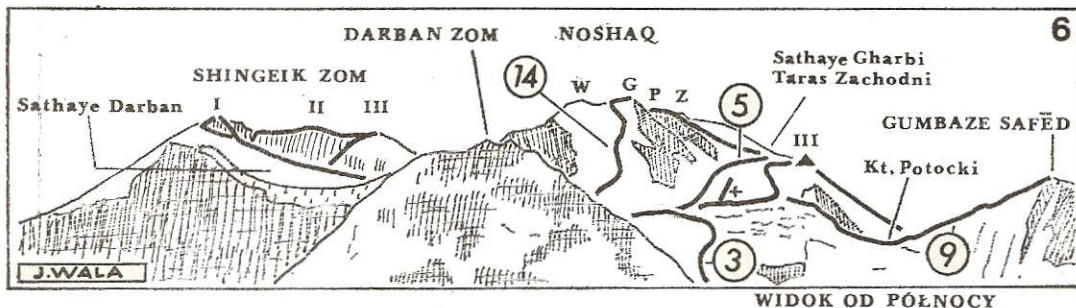 6
DARBAN ZOM NOSHAQ
Sathaye Gharbi
Taras Zachodni
SHINGEIK ZOM
14
W G P Z
5
Sathaye Darban
I II III
III
GUMBAZE SAFĒD
Kt. Potocki
3
9
J.WALA
WIDOK OD PÓŁNOCY